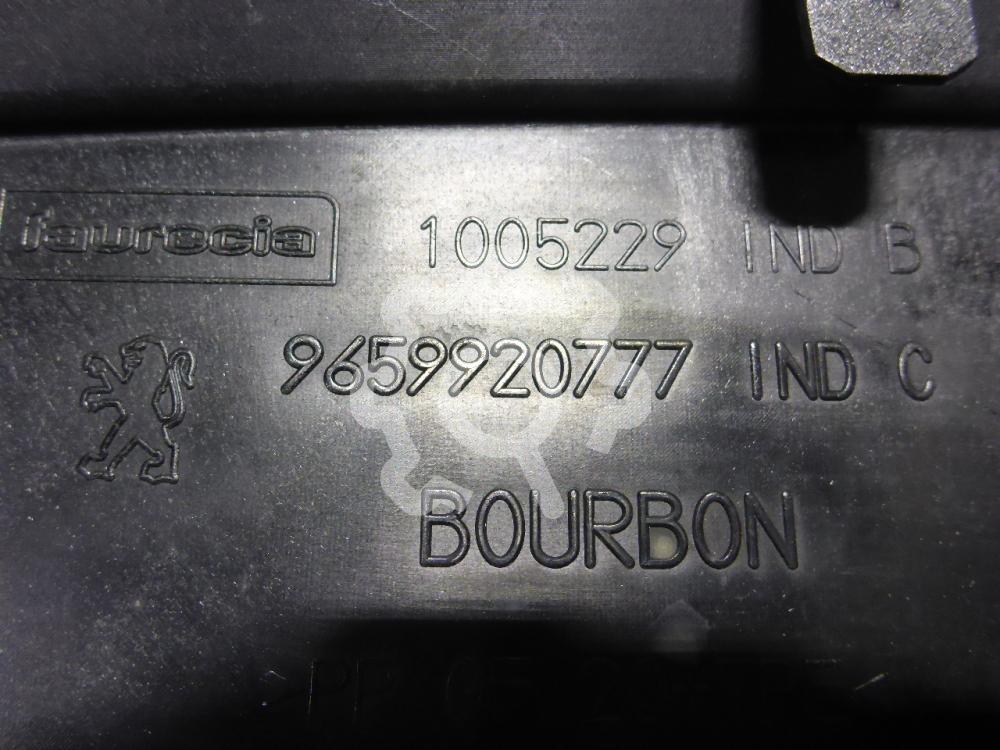 faurecia 1005229 IND B
9659920777 IND C
BOURBON